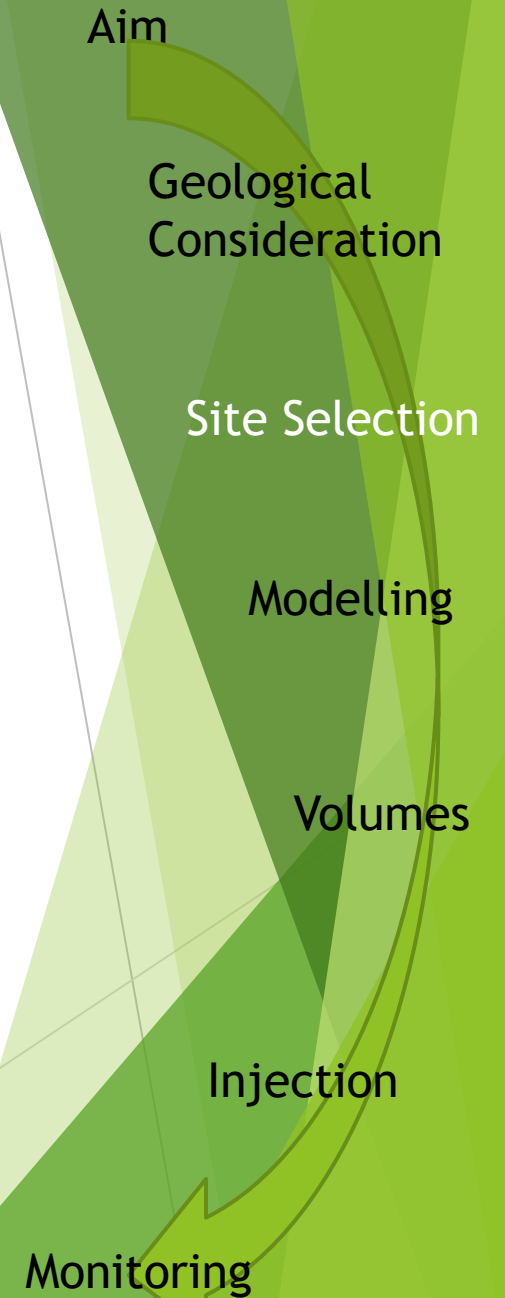 Aim
Geological
Consideration
Site Selection
Modelling
Volumes
Injection
Monitoring